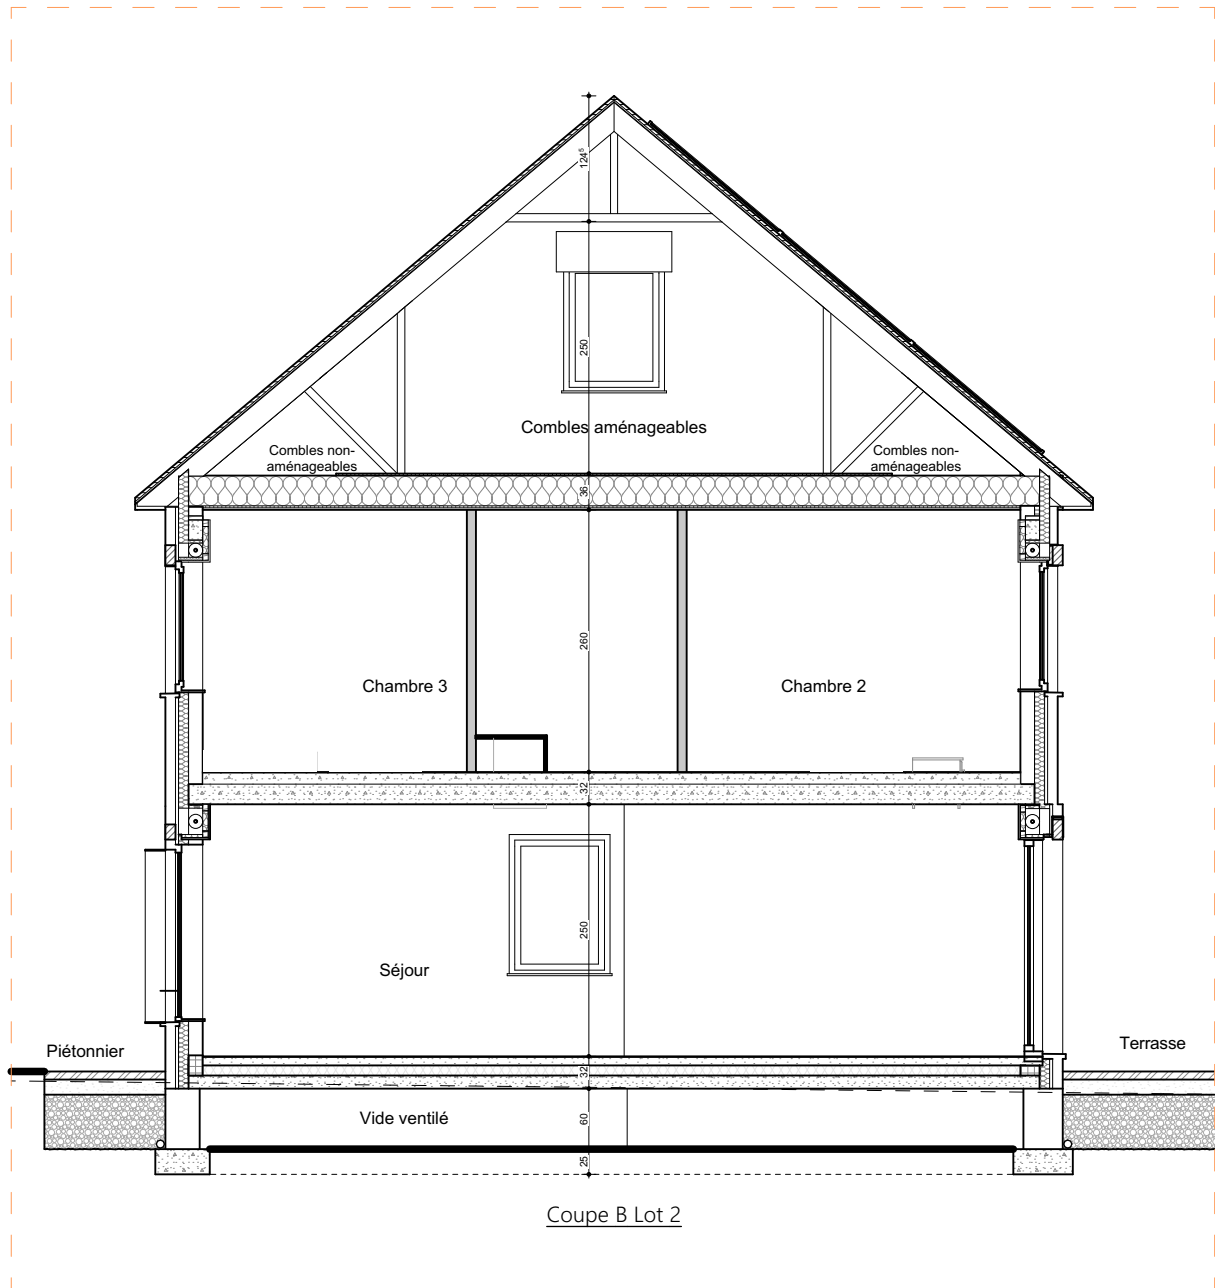 124⁵
250
Combles aménageables
Combles non-
aménageables
Combles non-
aménageables
36
260
Chambre 3
Chambre 2
32
250
Séjour
Piétonnier
Terrasse
32
Vide ventilé
60
25
Coupe B Lot 2